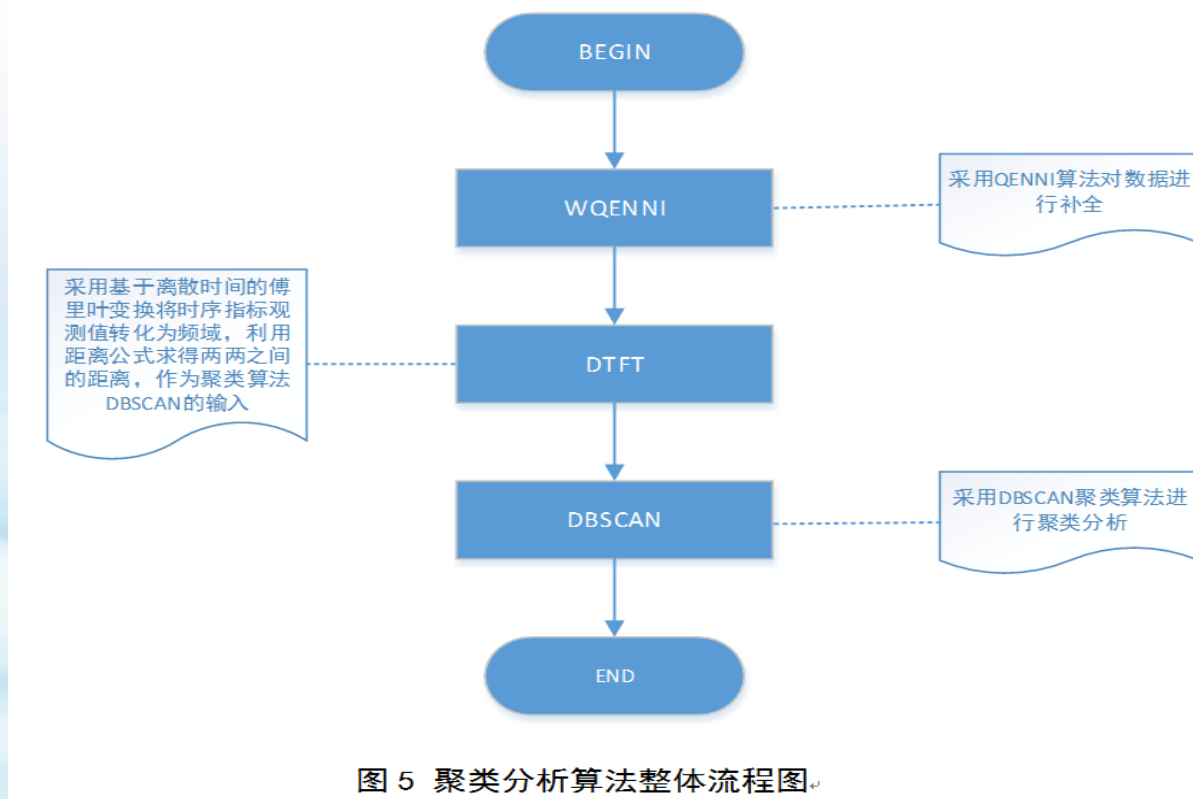 BEGIN
WQENNI
采用QENNI算法对数据进
行补全
采用基于离散时间的傅
里叶变换将时序指标观
测值转化为频域，利用
距离公式求得两两之间
的距离，作为聚类算法
DBSCAN的输入
DTFT
DBSCAN
采用DBSCAN聚类算法进
行聚类分析
END
图 5 聚类分析算法整体流程图